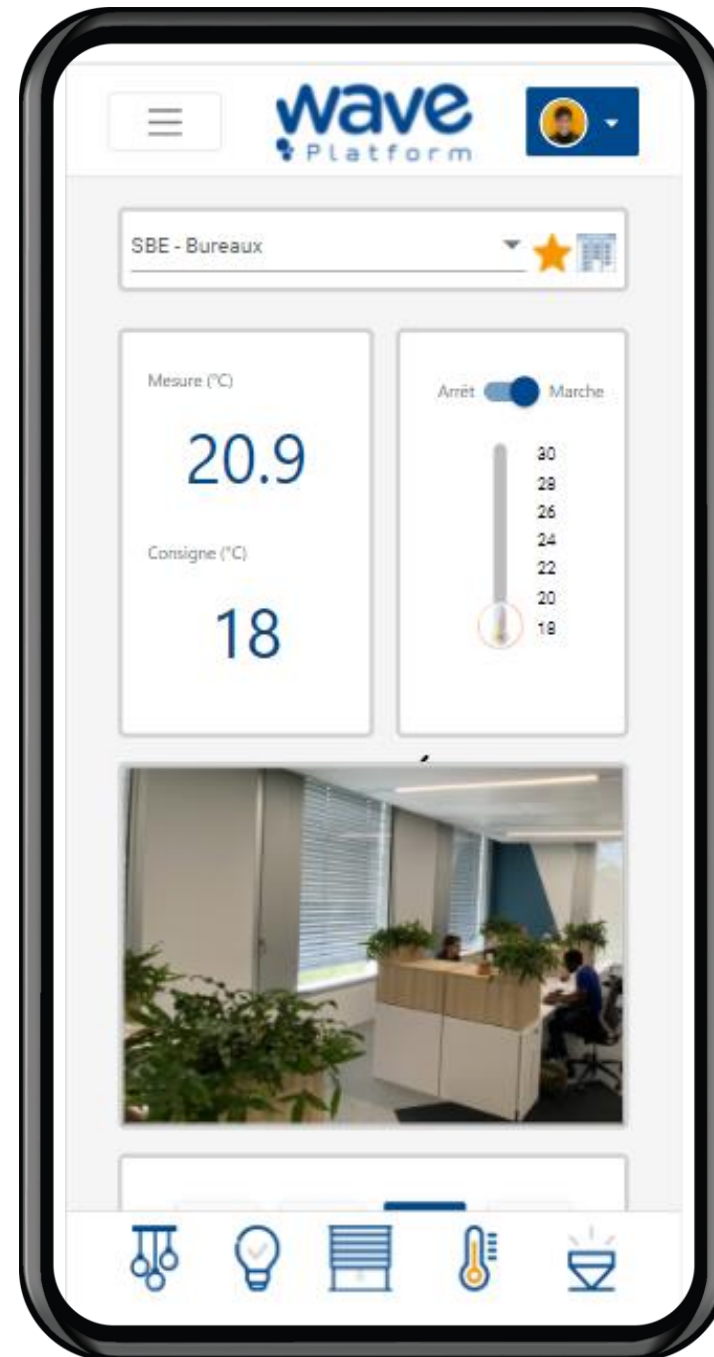 wave
Platform
SBE - Bureaux
Mesure (°C)
20.9
Consigne (°C)
18
Arrêt Marche
30
28
26
24
22
20
18